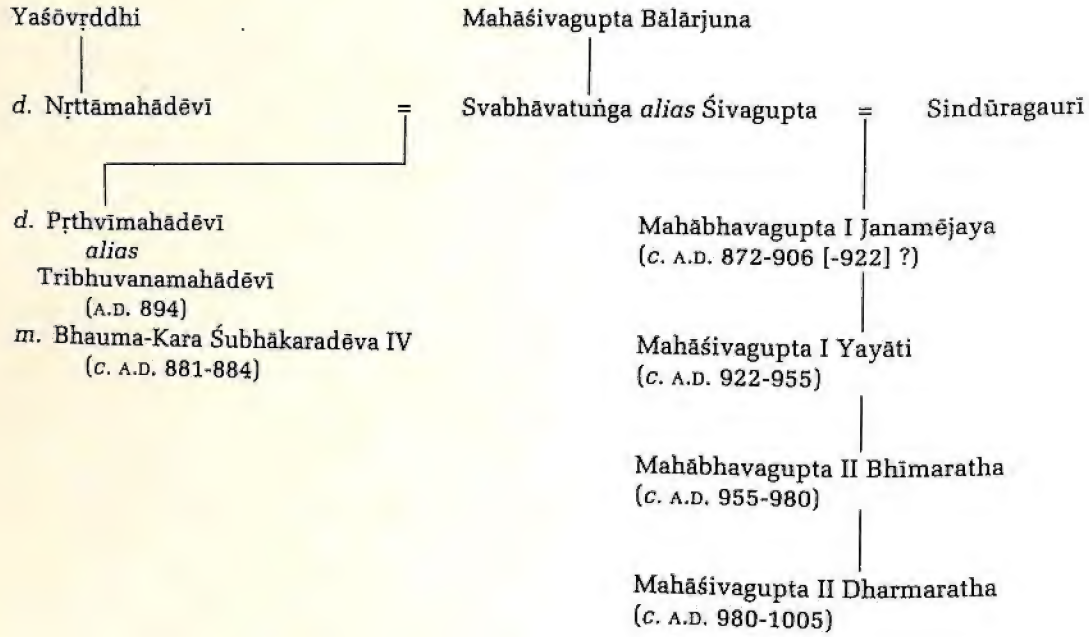 Yaśōvṛddhi Mahāśivagupta Bālārjuna
d. Nṛttāmahādēvī = Svabhāvatuṅga alias Śivagupta = Sindūragaurī
d. Pṛthvīmahādēvī
alias
Tribhuvanamahādēvī
(A.D. 894)
m. Bhauma-Kara Śubhākaradēva IV
(c. A.D. 881-884)
Mahābhavagupta I Janamējaya
(c. A.D. 872-906 [-922] ?)
Mahāśivagupta I Yayāti
(c. A.D. 922-955)
Mahābhavagupta II Bhīmaratha
(c. A.D. 955-980)
Mahāśivagupta II Dharmaratha
(c. A.D. 980-1005)